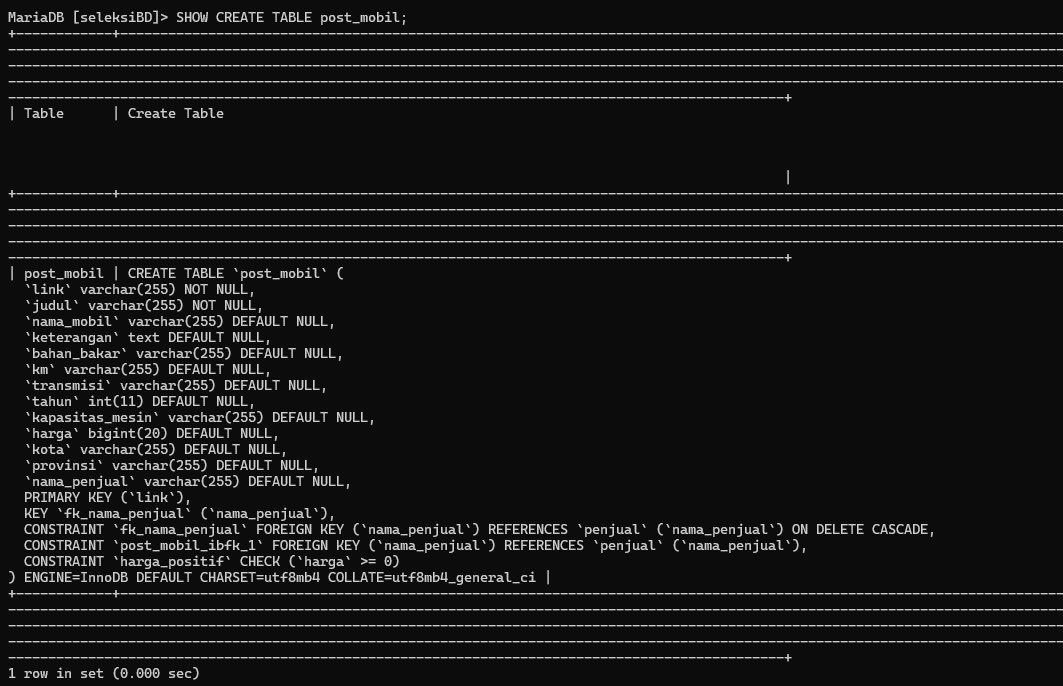 MariaDB [seleksiBD]> SHOW CREATE TABLE post_mobil;
| Table | Create Table |
| post_mobil | CREATE TABLE `post_mobil` (
`link` varchar(255) NOT NULL,
`judul` varchar(255) NOT NULL,
`nama_mobil` varchar(255) DEFAULT NULL,
`keterangan` text DEFAULT NULL,
`bahan_bakar` varchar(255) DEFAULT NULL,
`km` varchar(255) DEFAULT NULL,
`transmisi` varchar(255) DEFAULT NULL,
`tahun` int(11) DEFAULT NULL,
`kapasitas_mesin` varchar(255) DEFAULT NULL,
`harga` bigint(20) DEFAULT NULL,
`kota` varchar(255) DEFAULT NULL,
`provinsi` varchar(255) DEFAULT NULL,
`nama_penjual` varchar(255) DEFAULT NULL,
PRIMARY KEY (`link`),
KEY `fk_nama_penjual` (`nama_penjual`),
CONSTRAINT `fk_nama_penjual` FOREIGN KEY (`nama_penjual`) REFERENCES `penjual` (`nama_penjual`) ON DELETE CASCADE,
CONSTRAINT `post_mobil_ibfk_1` FOREIGN KEY (`nama_penjual`) REFERENCES `penjual` (`nama_penjual`),
CONSTRAINT `harga_positif` CHECK (`harga` >= 0)
) ENGINE=InnoDB DEFAULT CHARSET=utf8mb4 COLLATE=utf8mb4_general_ci |
1 row in set (0.000 sec)